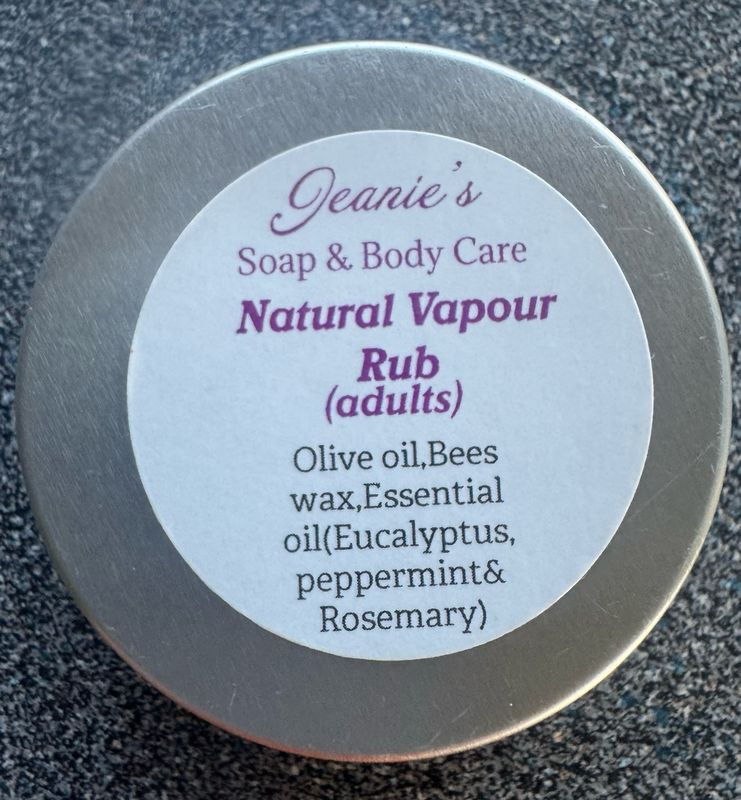 Jeanie's
Soap & Body Care
Natural Vapour
Rub
(adults)
Olive oil,Bees
wax,Essential
oil(Eucalyptus,
peppermint&
Rosemary)